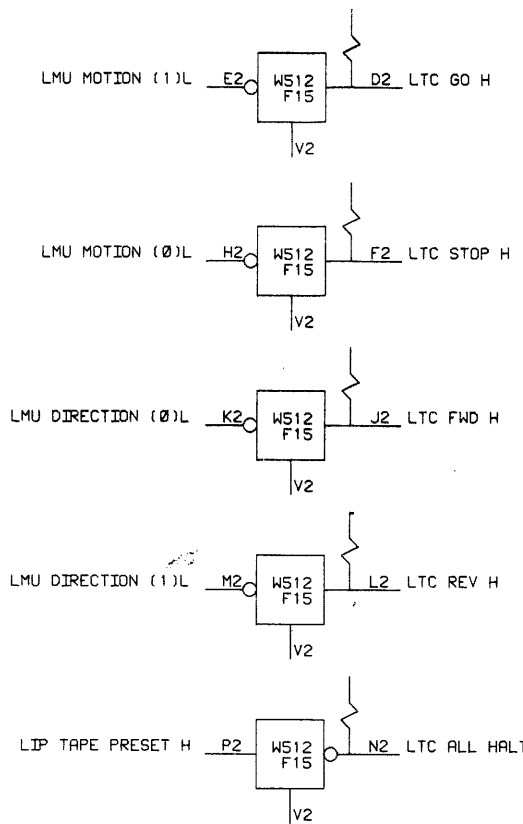 LMU MOTION (1)L E2 W512 F15 D2 LTC GO H
V2
LMU MOTION (0)L H2 W512 F15 F2 LTC STOP H
V2
LMU DIRECTION (0)L K2 W512 F15 J2 LTC FWD H
V2
LMU DIRECTION (1)L M2 W512 F15 L2 LTC REV H
V2
LIP TAPE PRESET H P2 W512 F15 N2 LTC ALL HALT
V2